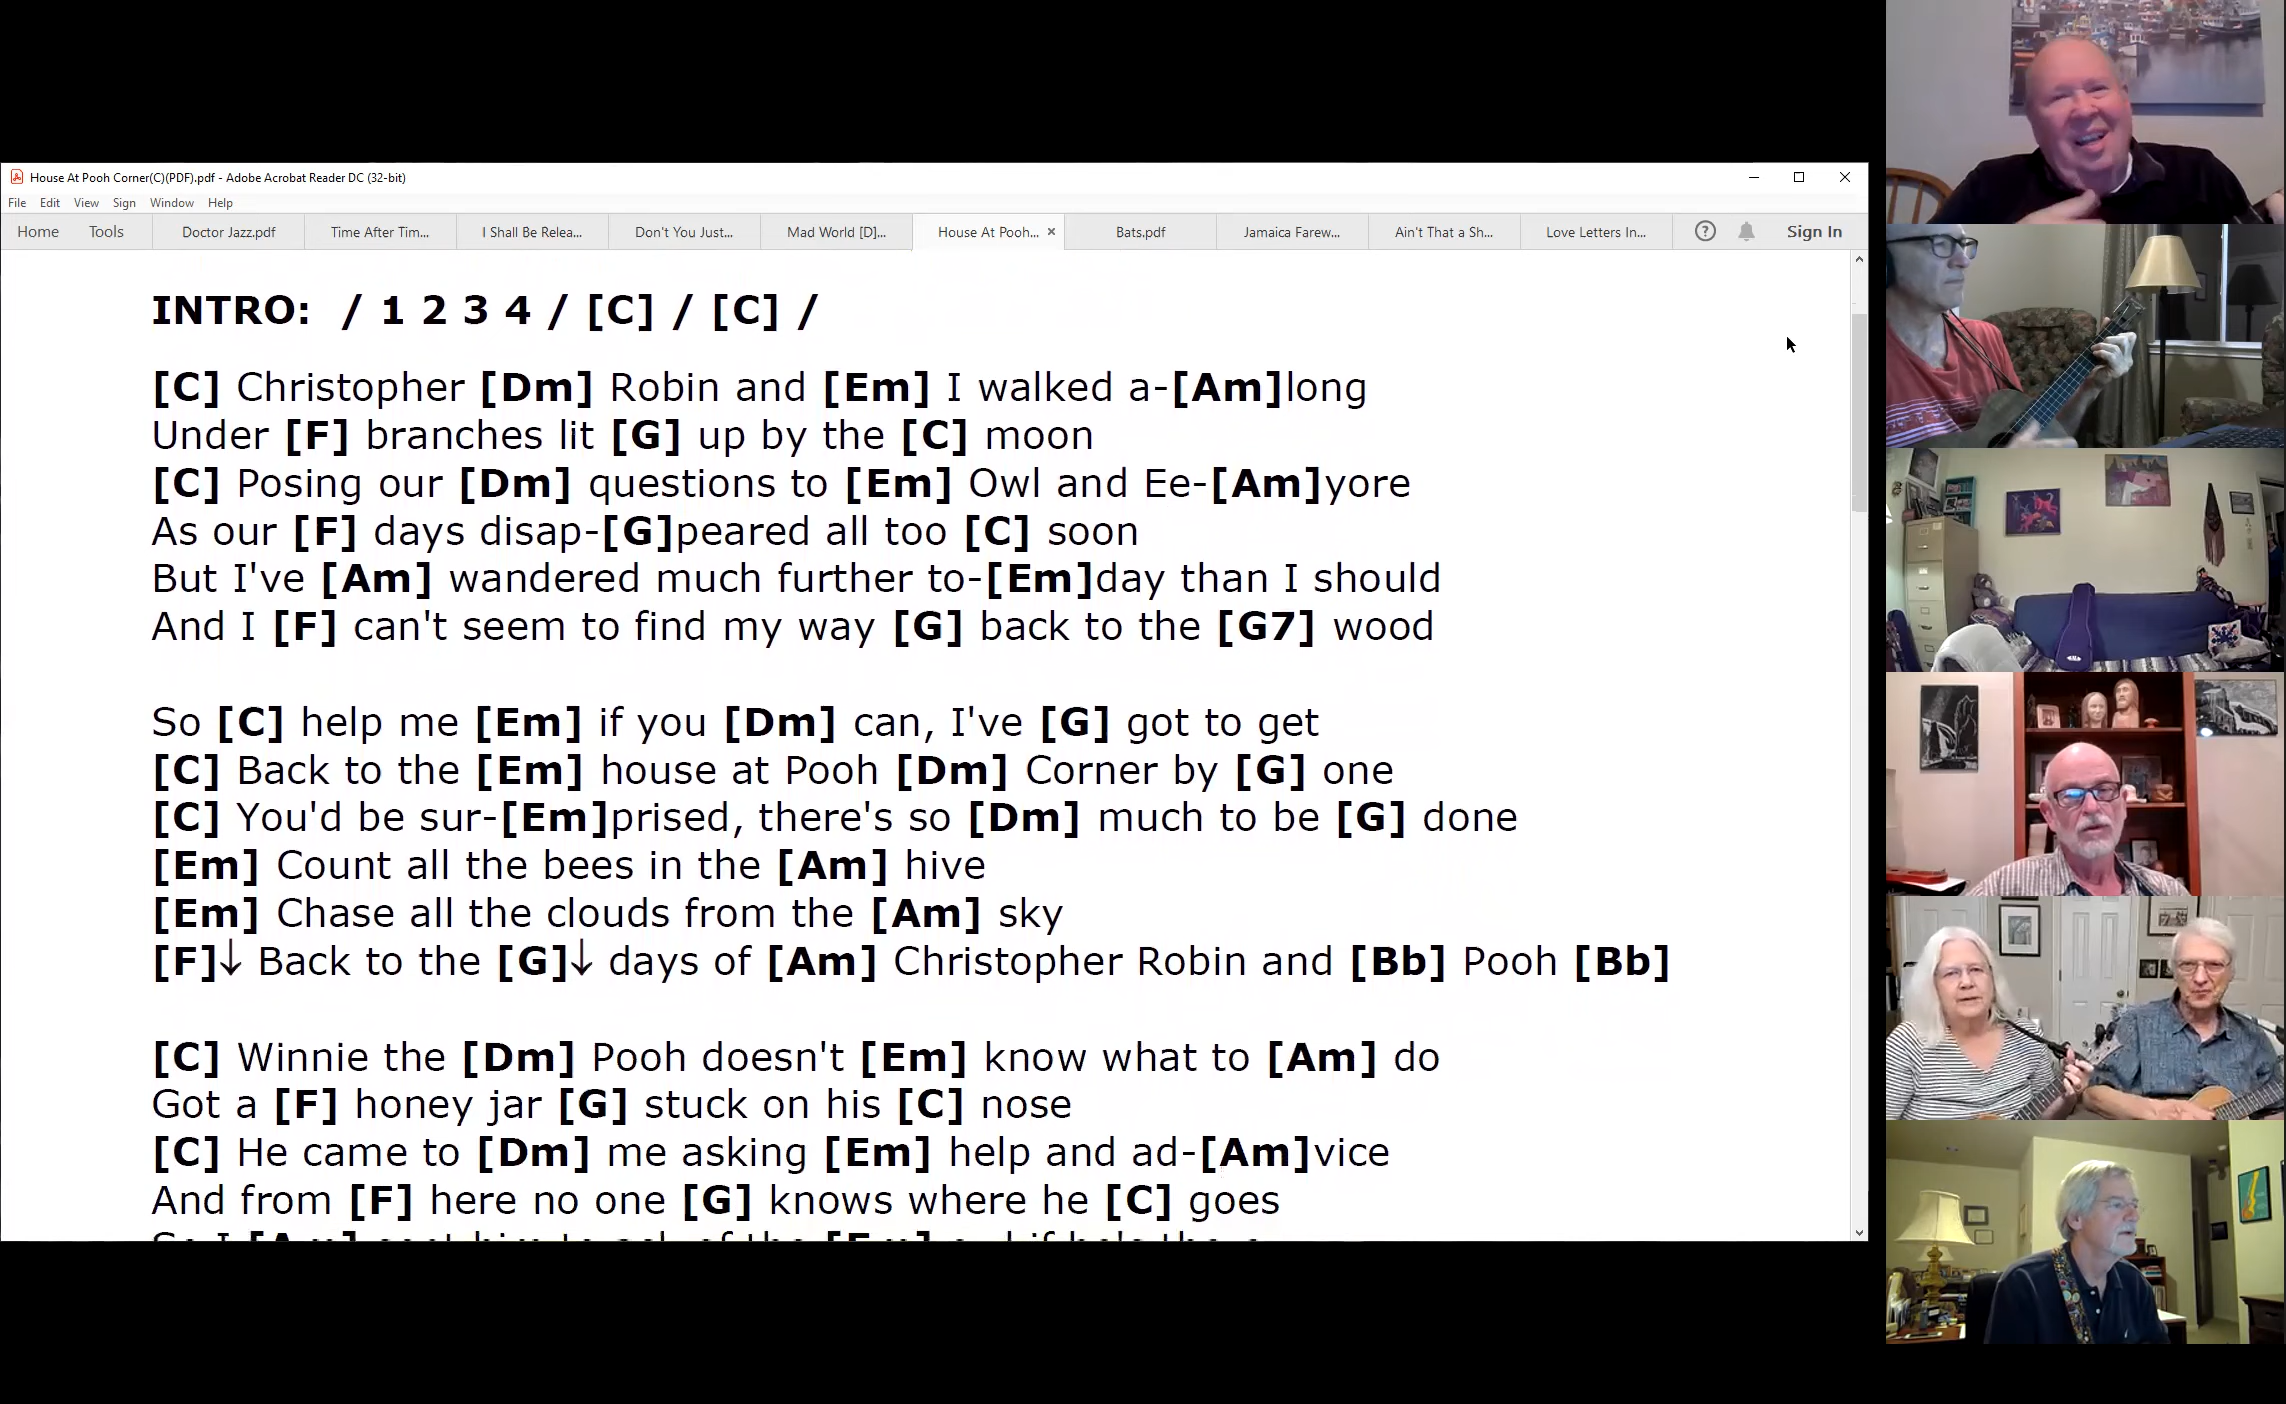 House At Pooh Corner(C)(PDF).pdf - Adobe Acrobat Reader DC (32-bit)
File Edit View Sign Window Help
Home Tools Doctor Jazz.pdf Time After Tim... I Shall Be Relea... Don't You Just... Mad World [D]... House At Pooh... × Bats.pdf Jamaica Farew... Ain't That a Sh... Love Letters In... Sign In
INTRO: / 1 2 3 4 / [C] / [C] /
[C] Christopher [Dm] Robin and [Em] I walked a-[Am]long
Under [F] branches lit [G] up by the [C] moon
[C] Posing our [Dm] questions to [Em] Owl and Ee-[Am]yore
As our [F] days disap-[G]peared all too [C] soon
But I've [Am] wandered much further to-[Em]day than I should
And I [F] can't seem to find my way [G] back to the [G7] wood
So [C] help me [Em] if you [Dm] can, I've [G] got to get
[C] Back to the [Em] house at Pooh [Dm] Corner by [G] one
[C] You'd be sur-[Em]prised, there's so [Dm] much to be [G] done
[Em] Count all the bees in the [Am] hive
[Em] Chase all the clouds from the [Am] sky
[F]↓ Back to the [G]↓ days of [Am] Christopher Robin and [Bb] Pooh [Bb]
[C] Winnie the [Dm] Pooh doesn't [Em] know what to [Am] do
Got a [F] honey jar [G] stuck on his [C] nose
[C] He came to [Dm] me asking [Em] help and ad-[Am]vice
And from [F] here no one [G] knows where he [C] goes